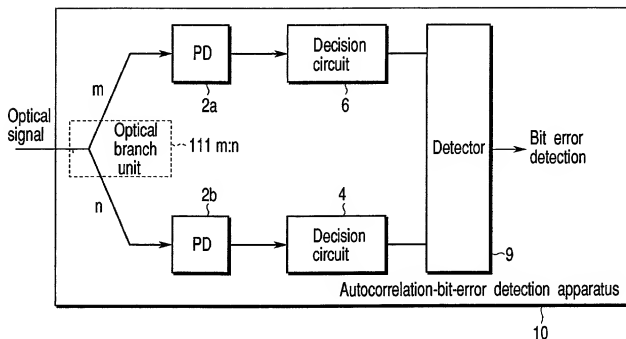 PD
2a
Decision
circuit
6
m
Optical
signal
Optical
branch
unit
111 m:n
n
Detector
9
Bit error
detection
2b
PD
4
Decision
circuit
Autocorrelation-bit-error detection apparatus
10